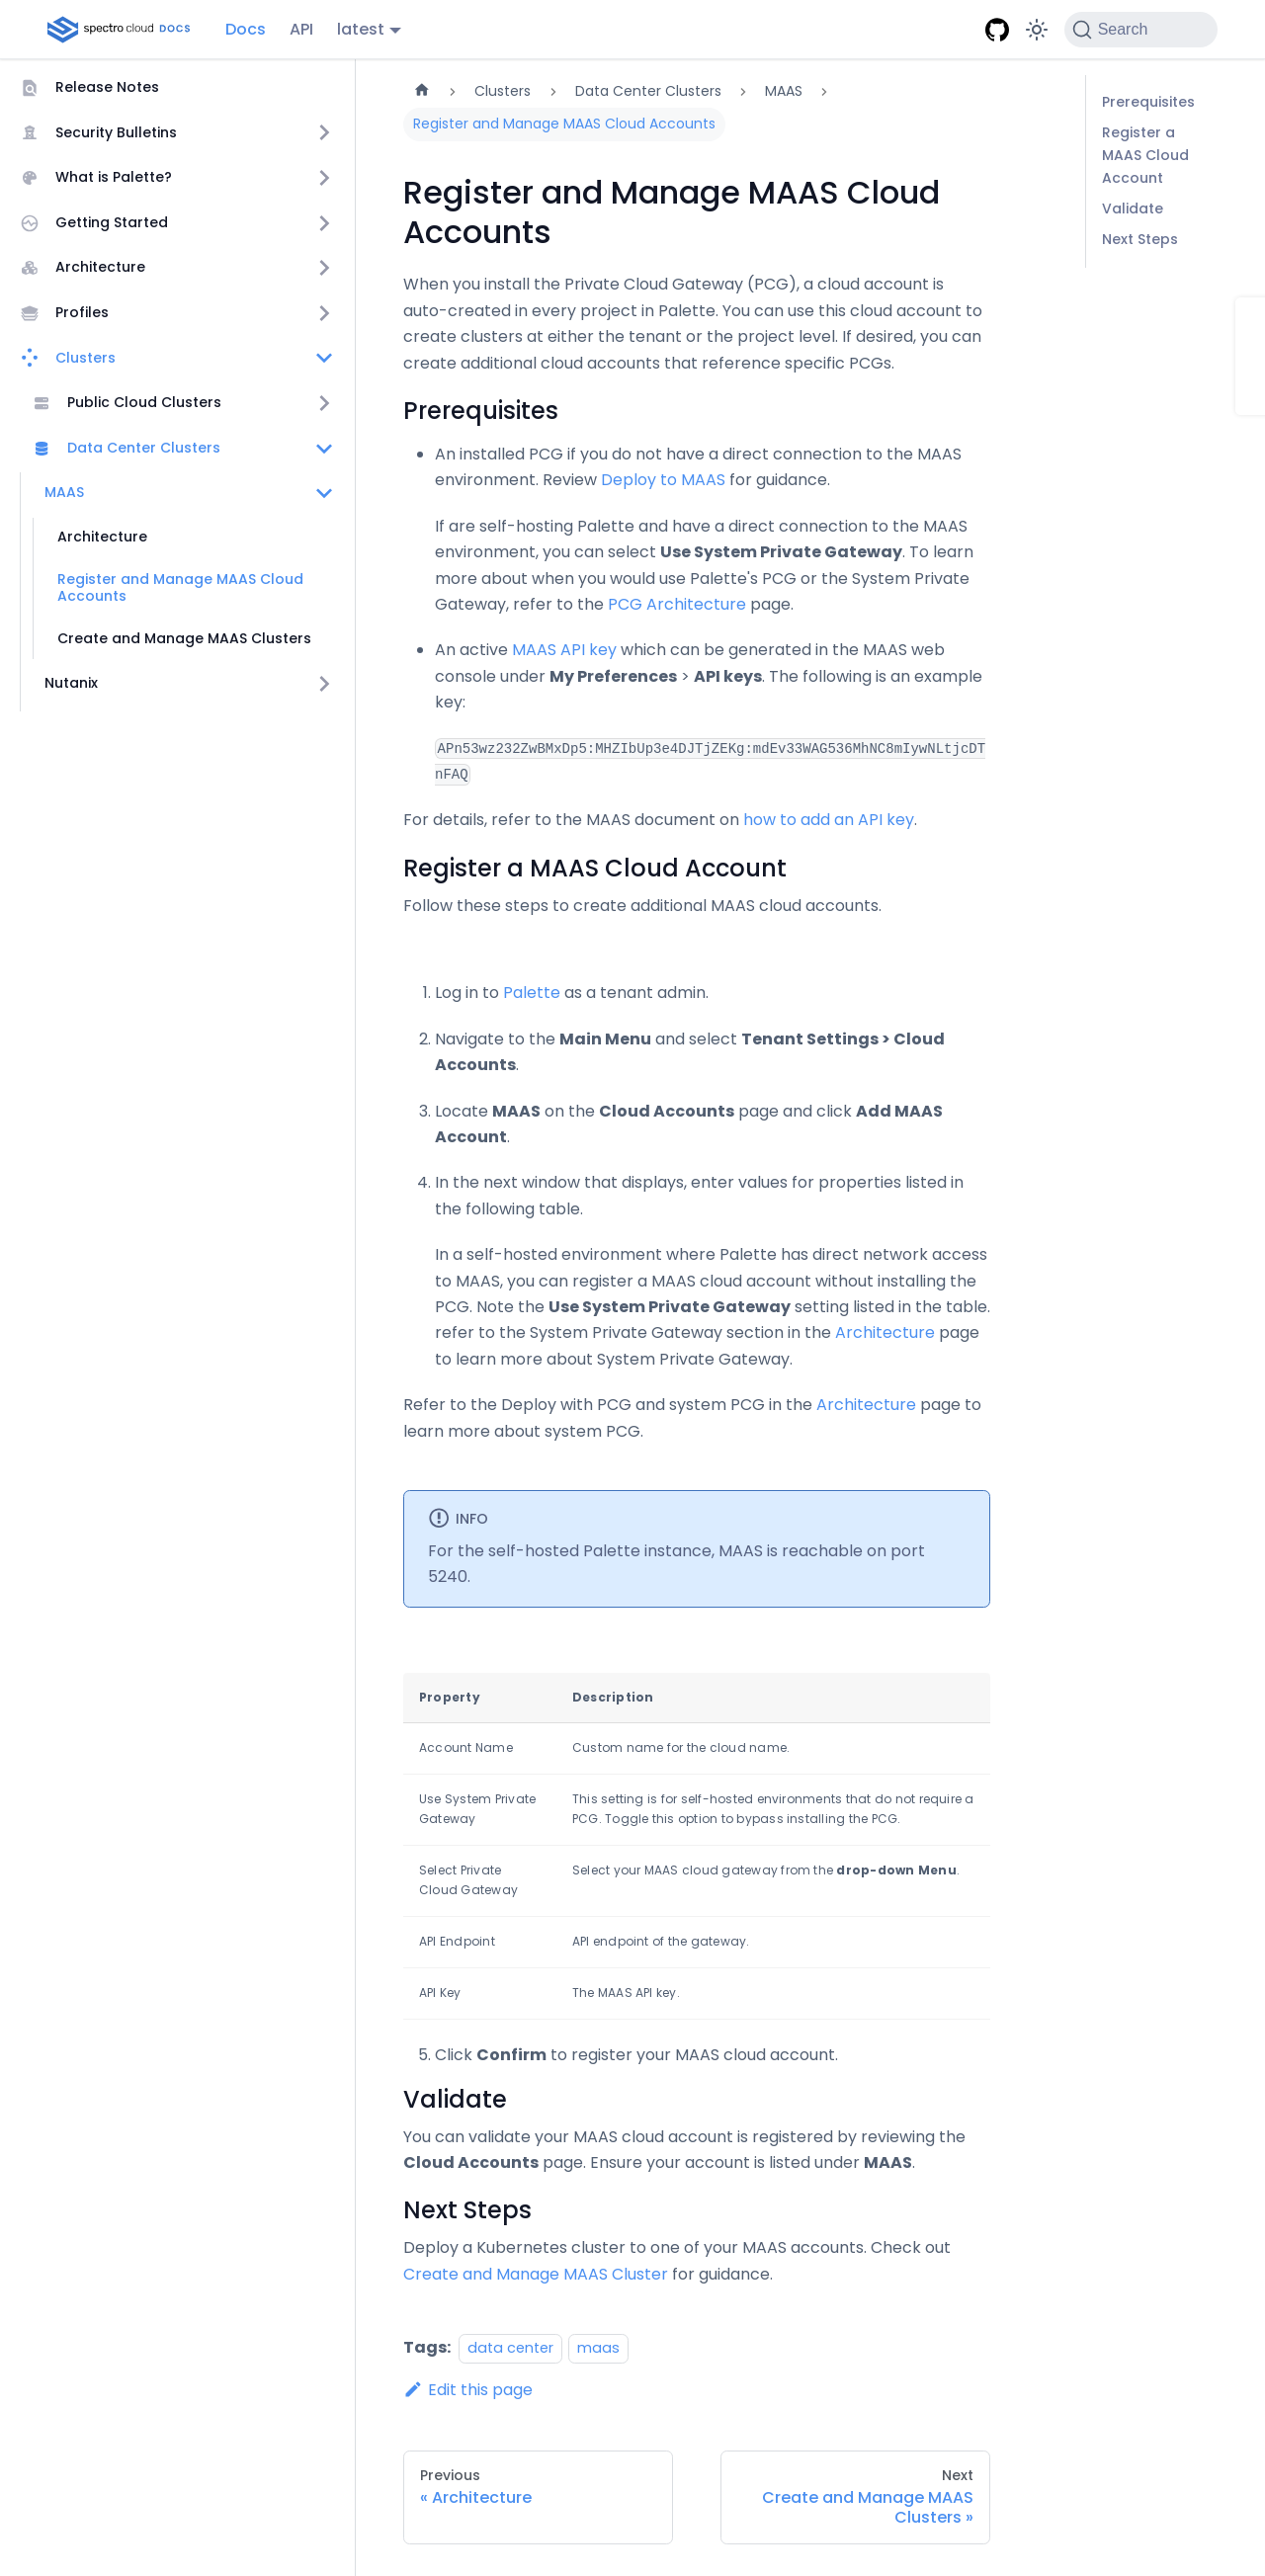 spectro cloud DOCS
Docs
API
latest
Search
Release Notes
Security Bulletins
What is Palette?
Getting Started
Architecture
Profiles
Clusters
Public Cloud Clusters
Data Center Clusters
MAAS
Architecture
Register and Manage MAAS Cloud
Accounts
Create and Manage MAAS Clusters
Nutanix
Clusters
Data Center Clusters
MAAS
Register and Manage MAAS Cloud Accounts
Register and Manage MAAS Cloud
Accounts
When you install the Private Cloud Gateway (PCG), a cloud account is
auto-created in every project in Palette. You can use this cloud account to
create clusters at either the tenant or the project level. If desired, you can
create additional cloud accounts that reference specific PCGs.
Prerequisites
An installed PCG if you do not have a direct connection to the MAAS
environment. Review Deploy to MAAS for guidance.
If are self-hosting Palette and have a direct connection to the MAAS
environment, you can select Use System Private Gateway. To learn
more about when you would use Palette's PCG or the System Private
Gateway, refer to the PCG Architecture page.
An active MAAS API key which can be generated in the MAAS web
console under My Preferences > API keys. The following is an example
key:
APn53wz232ZwBMxDp5:MHZIbUp3e4DJTjZEKg:mdEv33WAG536MhNC8mIywNLtjcDT
nFAQ
For details, refer to the MAAS document on how to add an API key.
Register a MAAS Cloud Account
Follow these steps to create additional MAAS cloud accounts.
1. Log in to Palette as a tenant admin.
2. Navigate to the Main Menu and select Tenant Settings > Cloud
Accounts.
3. Locate MAAS on the Cloud Accounts page and click Add MAAS
Account.
4. In the next window that displays, enter values for properties listed in
the following table.
In a self-hosted environment where Palette has direct network access
to MAAS, you can register a MAAS cloud account without installing the
PCG. Note the Use System Private Gateway setting listed in the table.
refer to the System Private Gateway section in the Architecture page
to learn more about System Private Gateway.
Refer to the Deploy with PCG and system PCG in the Architecture page to
learn more about system PCG.
INFO
For the self-hosted Palette instance, MAAS is reachable on port
5240.
Property Description
Account Name Custom name for the cloud name.
Use System Private This setting is for self-hosted environments that do not require a
Gateway PCG. Toggle this option to bypass installing the PCG.
Select Private Select your MAAS cloud gateway from the drop-down Menu.
Cloud Gateway
API Endpoint API endpoint of the gateway.
API Key The MAAS API key.
5. Click Confirm to register your MAAS cloud account.
Validate
You can validate your MAAS cloud account is registered by reviewing the
Cloud Accounts page. Ensure your account is listed under MAAS.
Next Steps
Deploy a Kubernetes cluster to one of your MAAS accounts. Check out
Create and Manage MAAS Cluster for guidance.
Tags: data center maas
Edit this page
Previous
« Architecture
Next
Create and Manage MAAS
Clusters »
Prerequisites
Register a
MAAS Cloud
Account
Validate
Next Steps